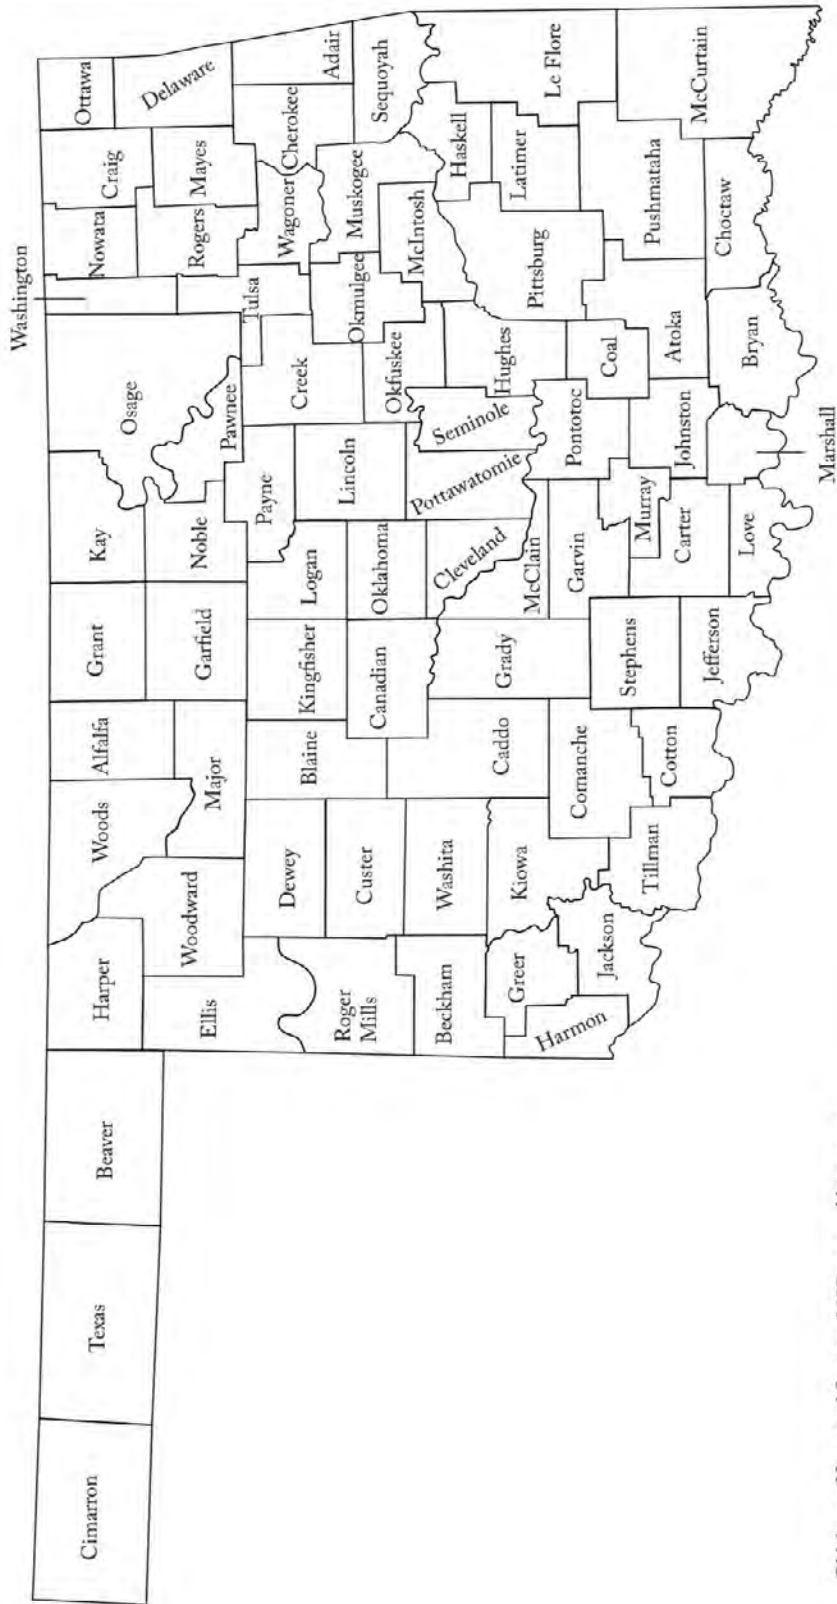 Washington
Cimarron
Texas
Beaver
Harper
Woods
Alfalfa
Grant
Kay
Osage
Nowata
Craig
Ottawa
Delaware
Ellis
Woodward
Major
Garfield
Noble
Pawnee
Rogers
Mayes
Tulsa
Wagoner
Cherokee
Adair
Dewey
Blaine
Kingfisher
Logan
Payne
Creek
Roger
Mills
Custer
Canadian
Oklahoma
Lincoln
Okfuskee
Okmulgee
Muskogee
McIntosh
Sequoyah
Beckham
Washita
Caddo
Grady
Cleveland
Pottawatomie
Seminole
Hughes
Haskell
Greer
Kiowa
McClain
Pittsburg
Latimer
Le Flore
Harmon
Jackson
Comanche
Garvin
Pontotoc
Coal
Tillman
Stephens
Murray
Johnston
Atoka
Pushmataha
McCurtain
Cotton
Jefferson
Carter
Love
Bryan
Choctaw
Marshall